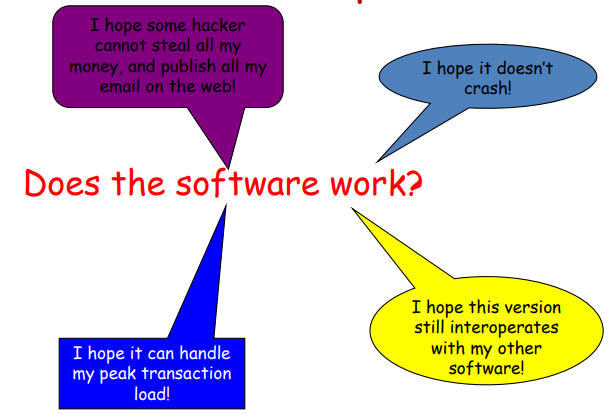 I hope some hacker
cannot steal all my
money, and publish all my
email on the web!
I hope it doesn't
crash!
Does the software work?
I hope it can handle
my peak transaction
load!
I hope this version
still interoperates
with my other
software!